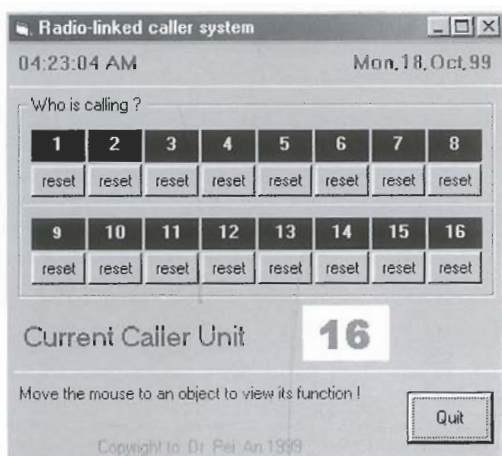 Radio-linked caller system
04:23:04 AM Mon,18,Oct,99
Who is calling ?
1 2 3 4 5 6 7 8
reset reset reset reset reset reset reset reset
9 10 11 12 13 14 15 16
reset reset reset reset reset reset reset reset
Current Caller Unit 16
Move the mouse to an object to view its function !
Quit
Copyright to Dr Pei An 1999